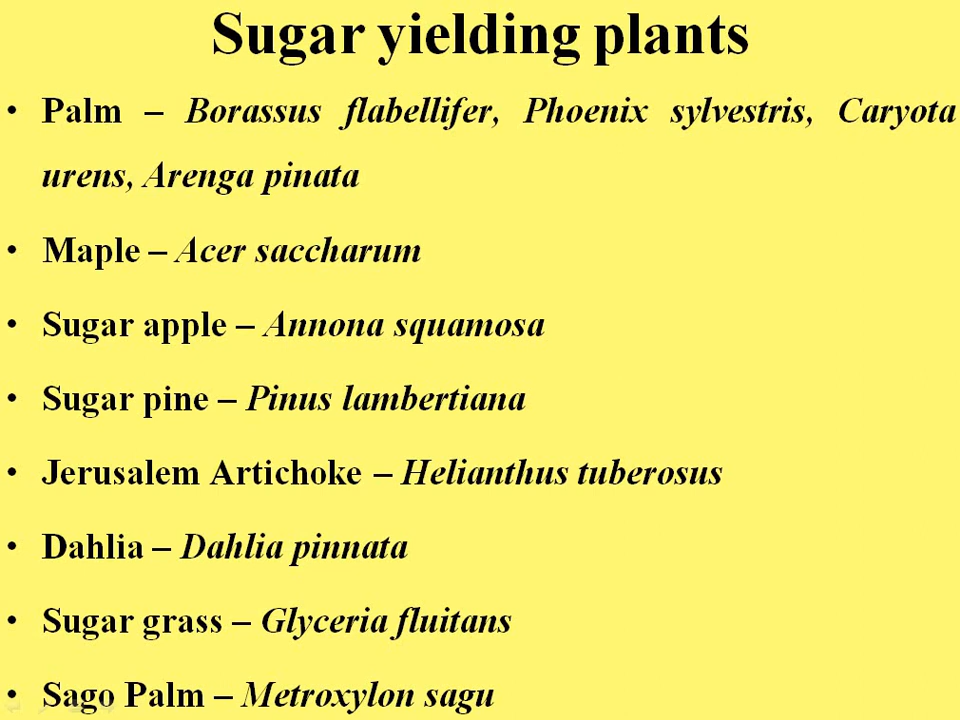 Sugar yielding plants
• Palm – Borassus flabellifer, Phoenix sylvestris, Caryota
urens, Arenga pinata
• Maple – Acer saccharum
• Sugar apple – Annona squamosa
• Sugar pine – Pinus lambertiana
• Jerusalem Artichoke – Helianthus tuberosus
• Dahlia – Dahlia pinnata
• Sugar grass – Glyceria fluitans
• Sago Palm – Metroxylon sagu